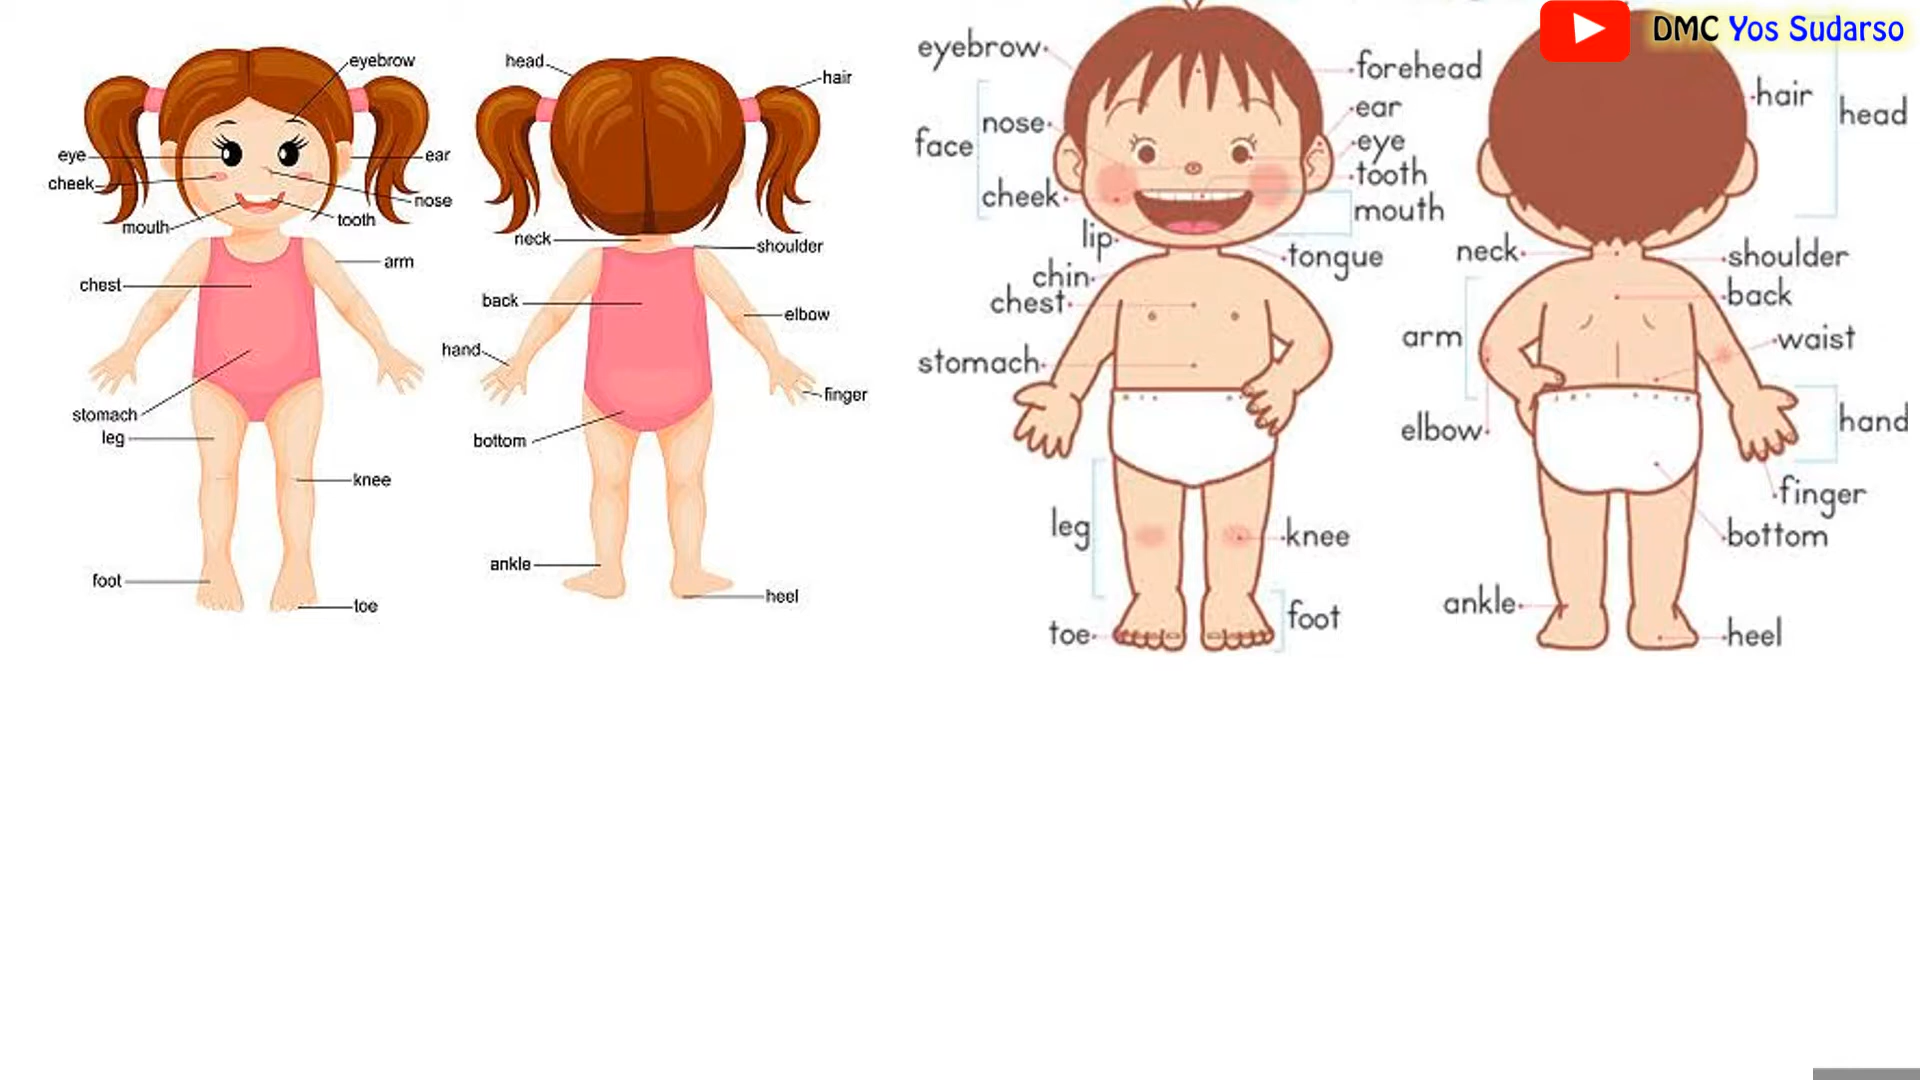 eyebrow
eye
cheek
mouth
ear
nose
tooth
arm
chest
stomach
leg
knee
foot
toe
head
hair
neck
shoulder
back
elbow
hand
finger
bottom
ankle
heel
eyebrow
face
nose
cheek
lip
chin
chest
stomach
leg
toe
forehead
ear
eye
tooth
mouth
tongue
knee
foot
DMC Yos Sudarso
hair
head
neck
shoulder
back
arm
waist
elbow
hand
finger
bottom
ankle
heel